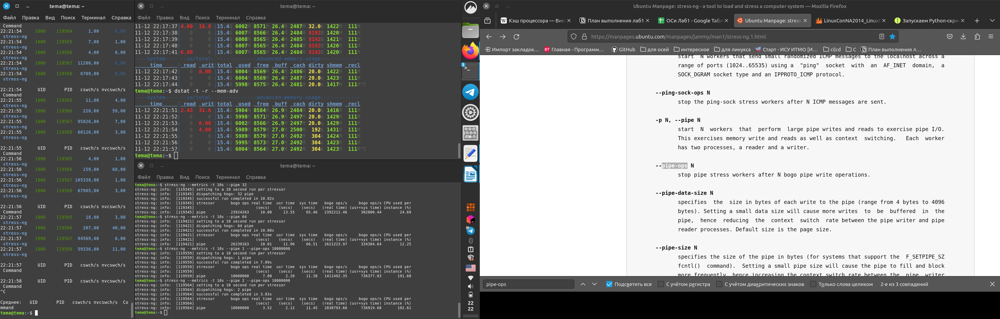 tema@tema: ~
Файл Правка Вид Поиск Терминал Справка
Command
22:21:54 1000 119564 1,00 0,00
stress-ng
22:21:54 1000 119565 7,00 1,00
stress-ng
22:21:54 1000 119566 4,00 6,00
stress-ng
22:21:54 1000 119567 11206,00 0,00
stress-ng
22:21:54 1000 119568 6709,00 0,00
stress-ng
22:21:54 UID PID cswch/s nvcswch/s
Command
22:21:55 1000 119565 11,00 4,00
stress-ng
22:21:55 1000 119566 220,00 59,00
stress-ng
22:21:55 1000 119567 95826,00 7,00
stress-ng
22:21:55 1000 119568 60126,00 3,00
stress-ng
22:21:55 UID PID cswch/s nvcswch/s
Command
22:21:56 1000 119565 4,00 1,00
stress-ng
22:21:56 1000 119566 159,00 68,00
stress-ng
22:21:56 1000 119567 105338,00 1,00
stress-ng
22:21:56 1000 119568 67985,00 3,00
stress-ng
22:21:56 UID PID cswch/s nvcswch/s
Command
22:21:57 1000 119565 18,00 3,00
stress-ng
22:21:57 1000 119566 207,00 40,00
stress-ng
22:21:57 1000 119567 94569,00 6,00
stress-ng
22:21:57 1000 119568 59336,00 11,00
stress-ng
22:21:57 UID PID cswch/s nvcswch/s
Command
22:21:58 UID PID cswch/s nvcswch/s
Command
^C
Среднее: UID PID cswch/s nvcswch/s Co
mmand
tema@tema:~$
tema@tema: ~
Файл Правка Вид Поиск Терминал Справка
11-12 22:17:37|4.00 16.0 |15.4G 6002M 8571M 26.4M 2487M 32.0k 1422M 111M
11-12 22:17:38| 0 0 |15.4G 6007M 8566M 26.4M 2484M 8192B 1420M 111M
11-12 22:17:39| 0 0 |15.4G 6008M 8565M 26.4M 2485M 8192B 1421M 111M
11-12 22:17:40| 0 0 |15.4G 6007M 8565M 26.4M 2484M 8192B 1420M 111M
11-12 22:17:41|6.00 0 |15.4G 6007M 8565M 26.4M 2484M 8192B 1420M 111M
----system---- --io/total- -------------advanced-memory-usage-------------
time | read writ|total used free buff cach dirty shmem recl
11-12 22:17:42| 0 8.00 |15.4G 6004M 8569M 26.4M 2486M 20.0k 1422M 111M
11-12 22:17:43| 0 0 |15.4G 6004M 8569M 26.4M 2487M 20.0k 1423M 111M
11-12 22:17:44| 0 0 |15.4G 5998M 8575M 26.4M 2481M 20.0k 1417M 111M^C
tema@tema:~$ dstat -t -r --mem-adv
----system---- --io/total- -------------advanced-memory-usage-------------
time | read writ|total used free buff cach dirty shmem recl
11-12 22:21:51|2.43 31.6 |15.4G 5984M 8584M 26.9M 2484M 20.0k 1416M 111M
11-12 22:21:52| 0 0 |15.4G 5998M 8571M 26.9M 2497M 20.0k 1429M 111M
11-12 22:21:53| 0 6.00 |15.4G 6002M 8566M 26.9M 2497M 20.0k 1429M 111M
11-12 22:21:54| 0 4.00 |15.4G 5989M 8579M 27.0M 2500M 192k 1431M 111M
11-12 22:21:55| 0 0 |15.4G 5989M 8579M 27.0M 2492M 304k 1424M 111M
11-12 22:21:56| 0 0 |15.4G 5995M 8573M 27.0M 2492M 304k 1423M 111M
11-12 22:21:57| 0 0 |15.4G 6004M 8564M 27.0M 2492M 304k 1423M 111M^C
tema@tema:~$
tema@tema: ~
Файл Правка Вид Поиск Терминал Справка
tema@tema:~$ stress-ng --metrics -t 10s --pipe 32
stress-ng: info: [119345] setting to a 10 second run per stressor
stress-ng: info: [119345] dispatching hogs: 32 pipe
stress-ng: info: [119345] successful run completed in 10.02s
stress-ng: info: [119345] stressor bogo ops real time usr time sys time bogo ops/s bogo ops/s CPU used per
stress-ng: info: [119345] (secs) (secs) (secs) (real time) (usr+sys time) instance (%)
stress-ng: info: [119345] pipe 23924263 10.00 13.55 65.46 2392212.46 302800.44 24.69
tema@tema:~$ stress-ng --metrics -t 10s --pipe 64
stress-ng: info: [119421] setting to a 10 second run per stressor
stress-ng: info: [119421] dispatching hogs: 64 pipe
stress-ng: info: [119421] successful run completed in 10.08s
stress-ng: info: [119421] stressor bogo ops real time usr time sys time bogo ops/s bogo ops/s CPU used per
stress-ng: info: [119421] (secs) (secs) (secs) (real time) (usr+sys time) instance (%)
stress-ng: info: [119421] pipe 26239163 10.01 11.96 66.51 2621223.97 334384.64 12.25
tema@tema:~$ stress-ng --metrics -t 10s --pipe 1 --pipe-ops 10000000
stress-ng: info: [119559] setting to a 10 second run per stressor
stress-ng: info: [119559] dispatching hogs: 1 pipe
stress-ng: info: [119559] successful run completed in 7.09s
stress-ng: info: [119559] stressor bogo ops real time usr time sys time bogo ops/s bogo ops/s CPU used per
stress-ng: info: [119559] (secs) (secs) (secs) (real time) (usr+sys time) instance (%)
stress-ng: info: [119559] pipe 10000000 7.08 2.20 11.38 1411492.35 736377.03 191.68
tema@tema:~$ stress-ng --metrics -t 10s --pipe 2 --pipe-ops 10000000
stress-ng: info: [119564] setting to a 10 second run per stressor
stress-ng: info: [119564] dispatching hogs: 2 pipe
stress-ng: info: [119564] successful run completed in 3.83s
stress-ng: info: [119564] stressor bogo ops real time usr time sys time bogo ops/s bogo ops/s CPU used per
stress-ng: info: [119564] (secs) (secs) (secs) (real time) (usr+sys time) instance (%)
stress-ng: info: [119564] pipe 10000000 3.52 2.12 11.45 2838793.66 736919.68 192.61
tema@tema:~$
3
22
22
Ubuntu Manpage: stress-ng - a tool to load and stress a computer system — Mozilla Firefox
Кэш процессора — Вики
План выполнения лаб1
ОСи Лаб1 - Google Табл
Ubuntu Manpage: stress-
LinuxConNA2014_LinuxP
Запускаем Python-скри
https://manpages.ubuntu.com/manpages/jammy/man1/stress-ng.1.html
Импорт закладок… Главная - Программ… GitHub для осей интересное для линукса Старт - ИСУ ИТМО [И… ci|cd C План выполнения л…
start N workers that send small randomized ICMP messages to the localhost across a
range of ports (1024..65535) using a "ping" socket with an AF_INET domain, a
SOCK_DGRAM socket type and an IPPROTO_ICMP protocol.
--ping-sock-ops N
stop the ping-sock stress workers after N ICMP messages are sent.
-p N, --pipe N
start N workers that perform large pipe writes and reads to exercise pipe I/O.
This exercises memory write and reads as well as context switching. Each worker
has two processes, a reader and a writer.
--pipe-ops N
stop pipe stress workers after N bogo pipe write operations.
--pipe-data-size N
specifies the size in bytes of each write to the pipe (range from 4 bytes to 4096
bytes). Setting a small data size will cause more writes to be buffered in the
pipe, hence reducing the context switch rate between the pipe writer and pipe
reader processes. Default size is the page size.
--pipe-size N
specifies the size of the pipe in bytes (for systems that support the F_SETPIPE_SZ
fcntl() command). Setting a small pipe size will cause the pipe to fill and block
more frequently, hence increasing the context switch rate between the pipe writer
pipe-ops
Подсветить все
С учётом регистра
С учётом диакритических знаков
Только слова целиком
2-е из 3 совпадений